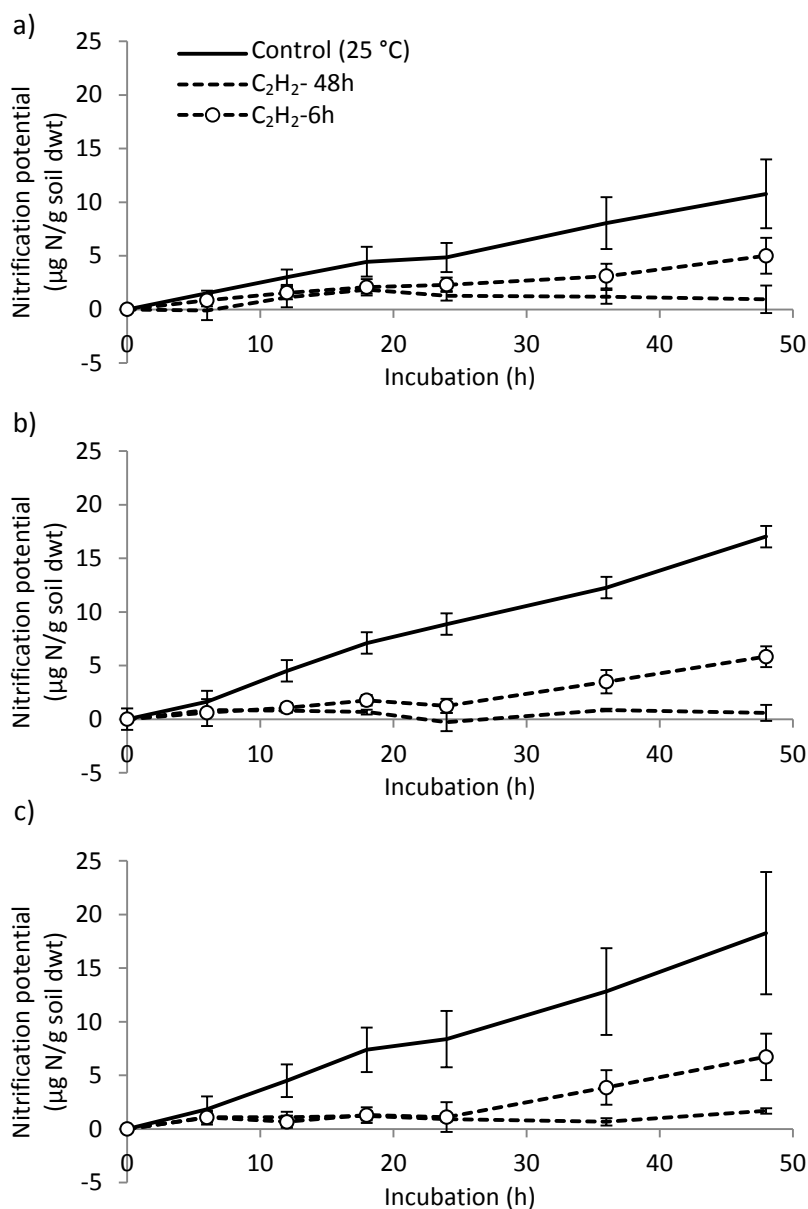 a)
Nitrification potential
(µg N/g soil dwt)
25
20
15
10
5
0
-5
Control (25 °C)
C₂H₂- 48h
C₂H₂-6h
0 10 20 30 40 50
Incubation (h)
b)
Nitrification potential
(µg N/g soil dwt)
25
20
15
10
5
0
-5
0 10 20 30 40 50
Incubation (h)
c)
Nitrification potential
(µg N/g soil dwt)
25
20
15
10
5
0
-5
0 10 20 30 40 50
Incubation (h)